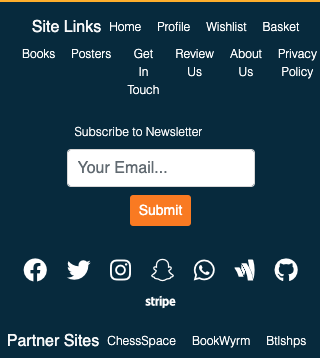 Site Links Home Profile Wishlist Basket
Books Posters Get In Touch Review Us About Us Privacy Policy
Subscribe to Newsletter
Your Email...
Submit
stripe
Partner Sites ChessSpace BookWyrm Btlshps